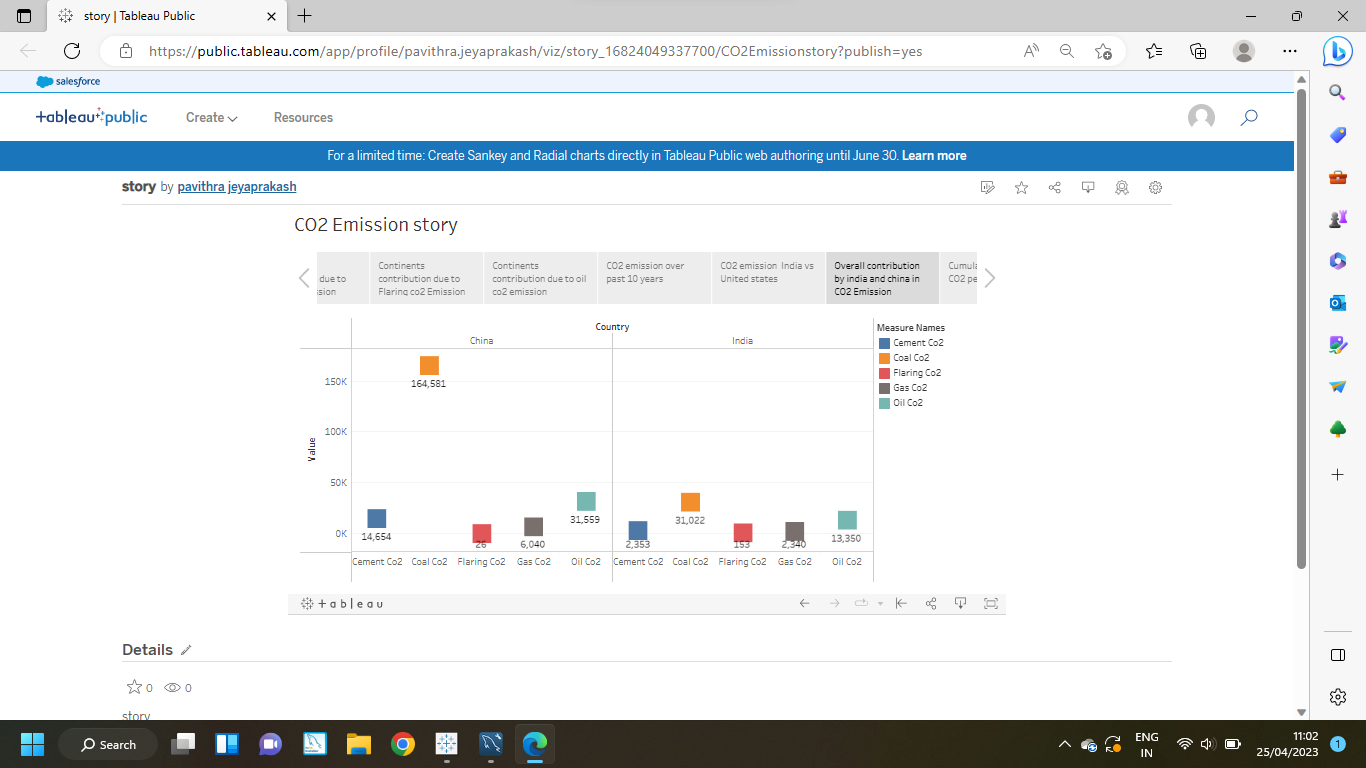 story | Tableau Public
https://public.tableau.com/app/profile/pavithra.jeyaprakash/viz/story_16824049337700/CO2Emissionstory?publish=yes
salesforce
+ableau public
Create
Resources
For a limited time: Create Sankey and Radial charts directly in Tableau Public web authoring until June 30. Learn more
story by pavithra jeyaprakash
CO2 Emission story
due to
Continents
contribution due to
Flaring co2 Emission
Continents
contribution due to oil
co2 emission
CO2 emission over
past 10 years
CO2 emission India vs
United states
Overall contribution
by india and china in
CO2 Emission
CO2 pe
Country
China
India
Value
150K
100K
50K
0K
164,581
14,654
26
6,040
31,559
2,353
31,022
153
2,340
13,350
Cement Co2 Coal Co2 Flaring Co2 Gas Co2 Oil Co2 Cement Co2 Coal Co2 Flaring Co2 Gas Co2 Oil Co2
Measure Names
Cement Co2
Coal Co2
Flaring Co2
Gas Co2
Oil Co2
+ableau
Details
0 0
story
Search
ENG
IN
11:02
25/04/2023
1